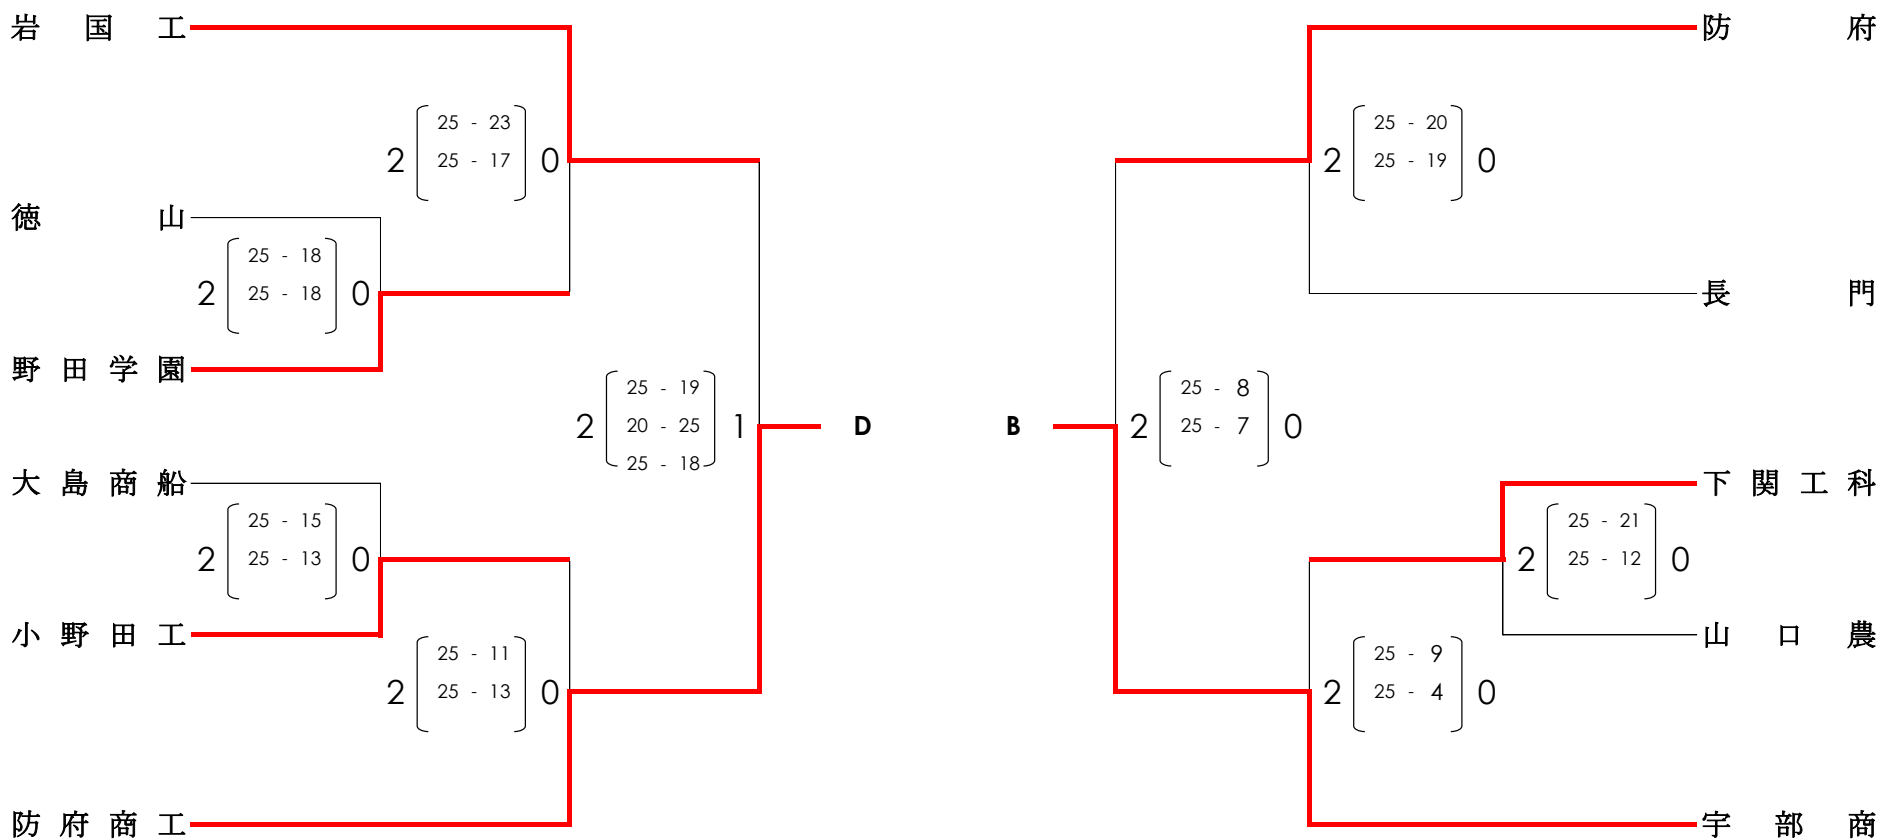 岩国工
25 - 23
2 25 - 17 0
徳山
25 - 18
2 25 - 18 0
野田学園
25 - 19
2 20 - 25 1
25 - 18
D
大島商船
25 - 15
2 25 - 13 0
小野田工
25 - 11
2 25 - 13 0
防府商工
防府
25 - 20
2 25 - 19 0
長門
B
25 - 8
2 25 - 7 0
下関工科
25 - 21
2 25 - 12 0
山口農
25 - 9
2 25 - 4 0
宇部商